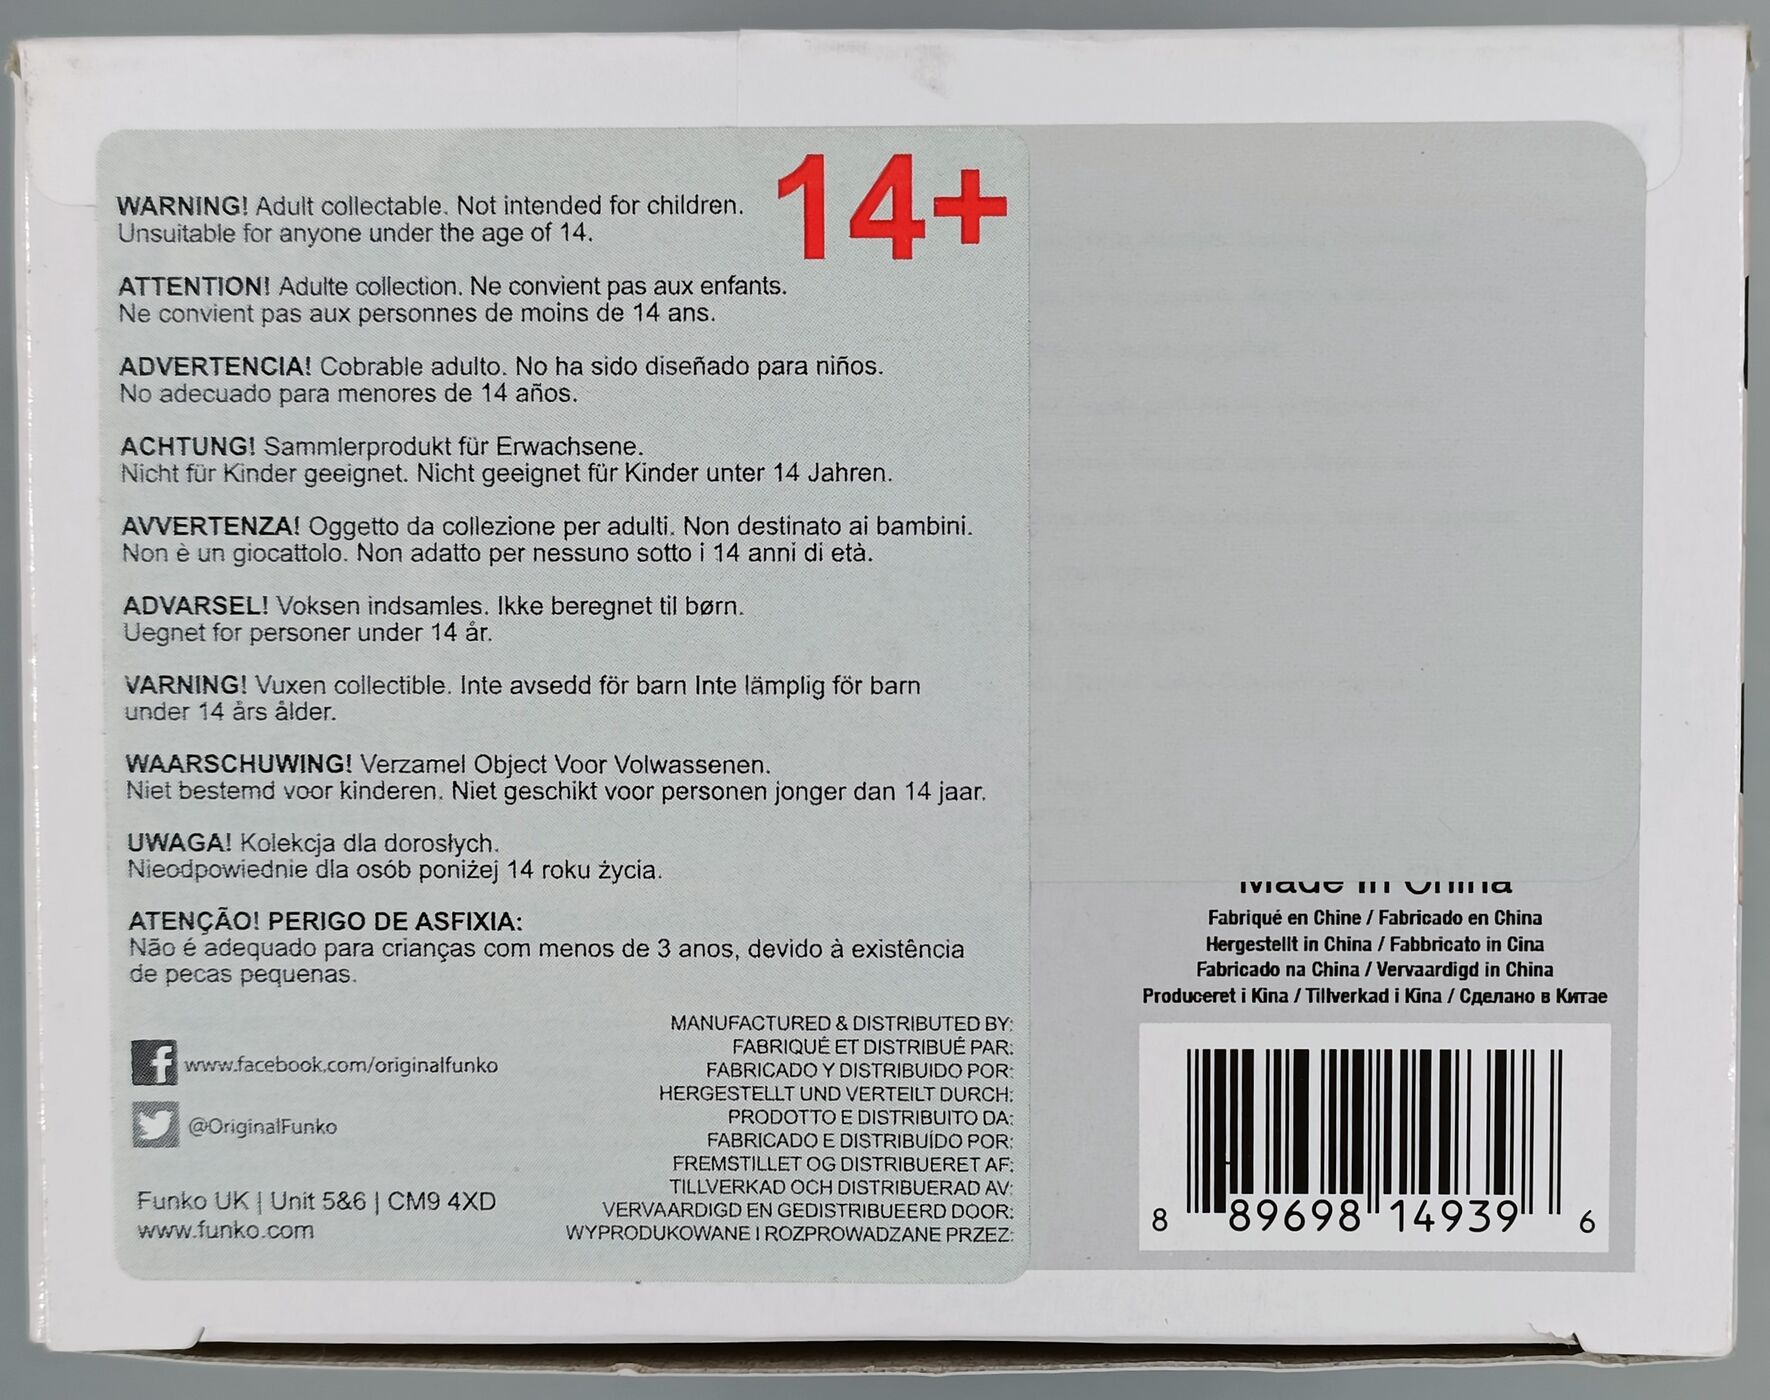 14+
WARNING! Adult collectable. Not intended for children.
Unsuitable for anyone under the age of 14.
ATTENTION! Adulte collection. Ne convient pas aux enfants.
Ne convient pas aux personnes de moins de 14 ans.
ADVERTENCIA! Cobrable adulto. No ha sido diseñado para niños.
No adecuado para menores de 14 años.
ACHTUNG! Sammlerprodukt für Erwachsene.
Nicht für Kinder geeignet. Nicht geeignet für Kinder unter 14 Jahren.
AVVERTENZA! Oggetto da collezione per adulti. Non destinato ai bambini.
Non è un giocattolo. Non adatto per nessuno sotto i 14 anni di età.
ADVARSEL! Voksen indsamles. Ikke beregnet til børn.
Uegnet for personer under 14 år.
VARNING! Vuxen collectible. Inte avsedd för barn Inte lämplig för barn
under 14 års ålder.
WAARSCHUWING! Verzamel Object Voor Volwassenen.
Niet bestemd voor kinderen. Niet geschikt voor personen jonger dan 14 jaar.
UWAGA! Kolekcja dla dorosłych.
Nieodpowiednie dla osób poniżej 14 roku życia.
ATENÇÃO! PERIGO DE ASFIXIA:
Não é adequado para crianças com menos de 3 anos, devido à existência
de pecas pequenas.
www.facebook.com/originalfunko
@OriginalFunko
Funko UK | Unit 5&6 | CM9 4XD
www.funko.com
MANUFACTURED & DISTRIBUTED BY:
FABRIQUÉ ET DISTRIBUÉ PAR:
FABRICADO Y DISTRIBUIDO POR:
HERGESTELLT UND VERTEILT DURCH:
PRODOTTO E DISTRIBUITO DA:
FABRICADO E DISTRIBUÍDO POR:
FREMSTILLET OG DISTRIBUERET AF:
TILLVERKAD OCH DISTRIBUERAD AV:
VERVAARDIGD EN GEDISTRIBUEERD DOOR:
WYPRODUKOWANE I ROZPROWADZANE PRZEZ:
Made in China
Fabriqué en Chine / Fabricado en China
Hergestellt in China / Fabbricato in Cina
Fabricado na China / Vervaardigd in China
Produceret i Kina / Tillverkad i Kina / Сделано в Китае
8 89698 14939 6